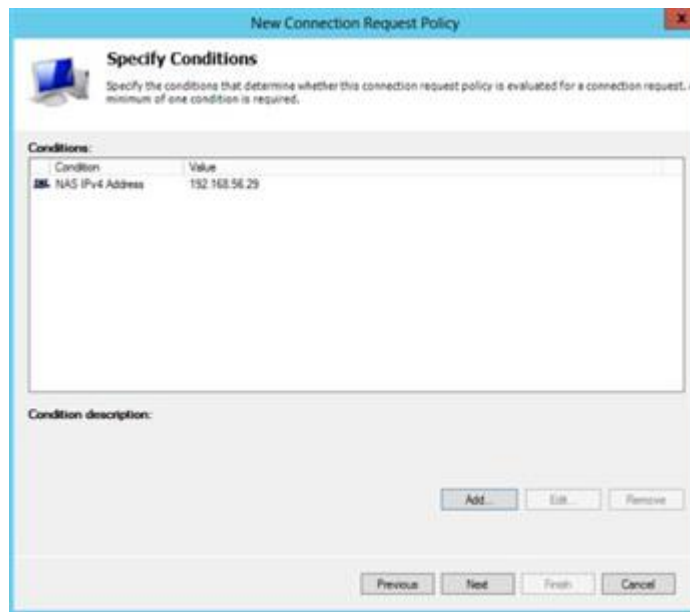 New Connection Request Policy
x
Specify Conditions
Specify the conditions that determine whether this connection request policy is evaluated for a connection request.
minimum of one condition is required.
Conditions:
Condition Value
NAS IPv4 Address 192.168.56.29
Condition description:
Add... Edit... Remove
Previous Next Finish Cancel